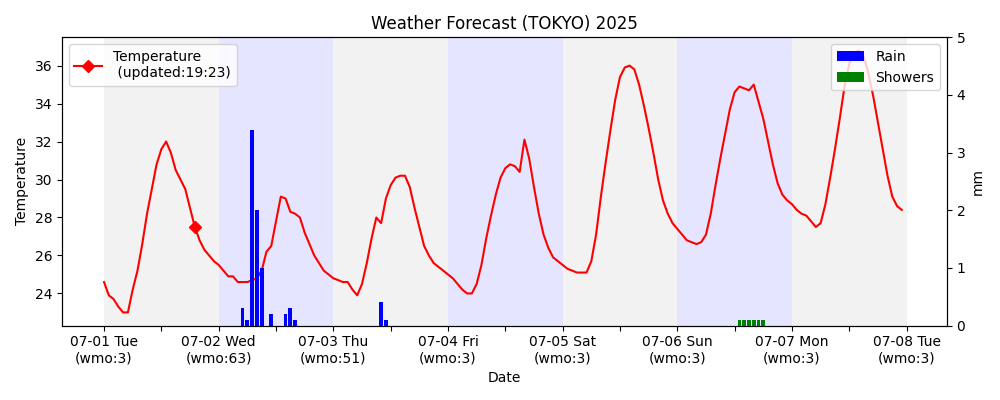 Weather Forecast (TOKYO) 2025
Temperature
(updated:19:23)
Rain
Showers
Temperature
36
34
32
30
28
26
24
5
4
3
2
1
0
mm
07-01 Tue
(wmo:3)
07-02 Wed
(wmo:63)
07-03 Thu
(wmo:51)
07-04 Fri
(wmo:3)
07-05 Sat
(wmo:3)
07-06 Sun
(wmo:3)
07-07 Mon
(wmo:3)
07-08 Tue
(wmo:3)
Date